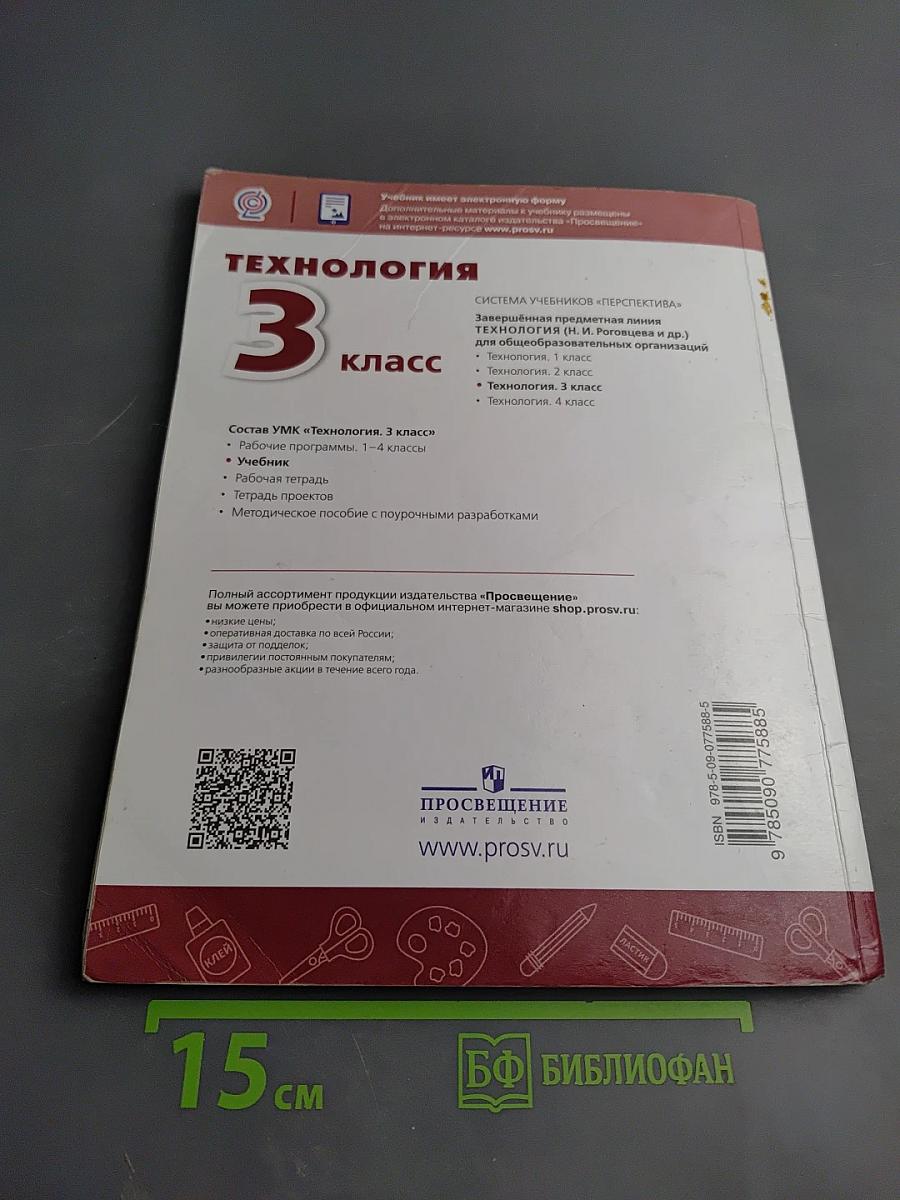 Учебник имеет электронную форму
Дополнительные материалы к учебнику размещены
в электронном каталоге издательства «Просвещение»
на интернет-ресурсе www.prosv.ru
ТЕХНОЛОГИЯ
3 класс
СИСТЕМА УЧЕБНИКОВ «ПЕРСПЕКТИВА»
Завершённая предметная линия
ТЕХНОЛОГИЯ (Н. И. Роговцева и др.)
для общеобразовательных организаций
• Технология. 1 класс
• Технология. 2 класс
• Технология. 3 класс
• Технология. 4 класс
Состав УМК «Технология. 3 класс»
• Рабочие программы. 1–4 классы
• Учебник
• Рабочая тетрадь
• Тетрадь проектов
• Методическое пособие с поурочными разработками
Полный ассортимент продукции издательства «Просвещение»
вы можете приобрести в официальном интернет-магазине shop.prosv.ru:
• низкие цены;
• оперативная доставка по всей России;
• защита от подделок;
• привилегии постоянным покупателям;
• разнообразные акции в течение всего года.
ПРОСВЕЩЕНИЕ
ИЗДАТЕЛЬСТВО
www.prosv.ru
ISBN 978-5-09-077588-5
9 785090 775885
КЛЕЙ
ЛАСТИК
15 см
БФ БИБЛИОФАН